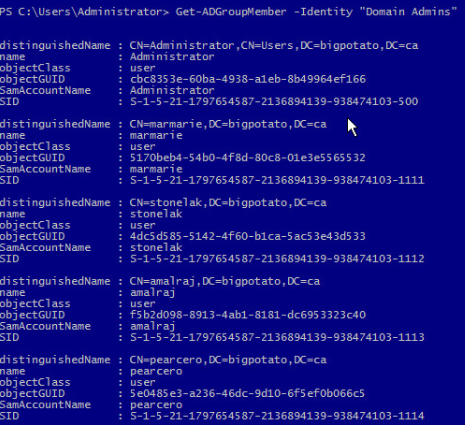 PS C:\Users\Administrator> Get-ADGroupMember -Identity "Domain Admins"
distinguishedName : CN=Administrator,CN=Users,DC=bigpotato,DC=ca
name : Administrator
objectClass : user
objectGUID : cbc8353e-60ba-4938-a1eb-8b49964ef166
SamAccountName : Administrator
SID : S-1-5-21-1797654587-2136894139-938474103-500
distinguishedName : CN=marmarie,DC=bigpotato,DC=ca
name : marmarie
objectClass : user
objectGUID : 5170beb4-54b0-4f8d-80c8-01e3e5565532
SamAccountName : marmarie
SID : S-1-5-21-1797654587-2136894139-938474103-1111
distinguishedName : CN=stonelak,DC=bigpotato,DC=ca
name : stonelak
objectClass : user
objectGUID : 4dc5d585-5142-4f60-b1ca-5ac53e43d533
SamAccountName : stonelak
SID : S-1-5-21-1797654587-2136894139-938474103-1112
distinguishedName : CN=amalraj,DC=bigpotato,DC=ca
name : amalraj
objectClass : user
objectGUID : f5b2d098-8913-4ab1-8181-dc6953323c40
SamAccountName : amalraj
SID : S-1-5-21-1797654587-2136894139-938474103-1113
distinguishedName : CN=pearcero,DC=bigpotato,DC=ca
name : pearcero
objectClass : user
objectGUID : 5e0485e3-a236-46dc-9d10-6f5ef0b066c5
SamAccountName : pearcero
SID : S-1-5-21-1797654587-2136894139-938474103-1114